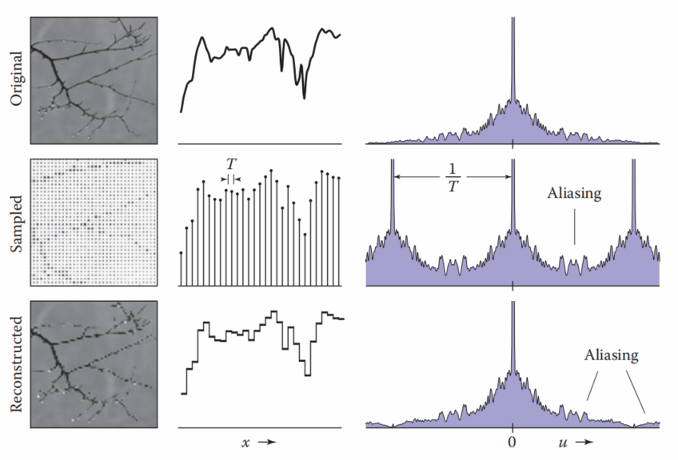 Original
Sampled
T
1
T
Aliasing
Reconstructed
Aliasing
x →
0
u →